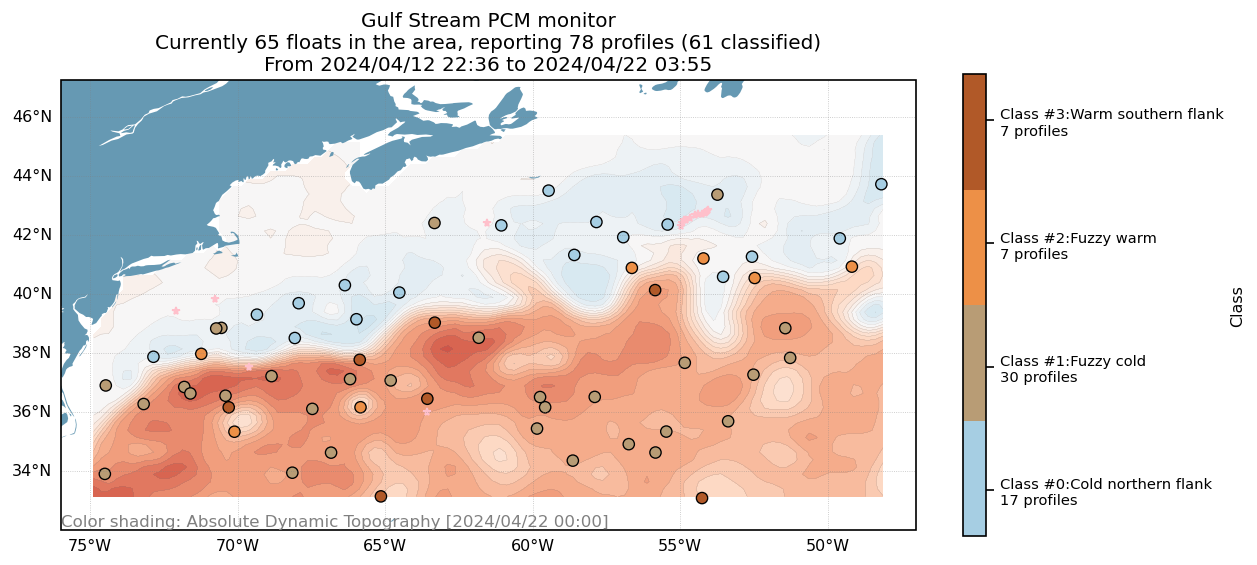 Gulf Stream PCM monitor
Currently 65 floats in the area, reporting 78 profiles (61 classified)
From 2024/04/12 22:36 to 2024/04/22 03:55
46°N
44°N
42°N
40°N
38°N
36°N
34°N
Color shading: Absolute Dynamic Topography [2024/04/22 00:00]
75°W 70°W 65°W 60°W 55°W 50°W
Class #3:Warm southern flank
7 profiles
Class #2:Fuzzy warm
7 profiles
Class #1:Fuzzy cold
30 profiles
Class #0:Cold northern flank
17 profiles
Class